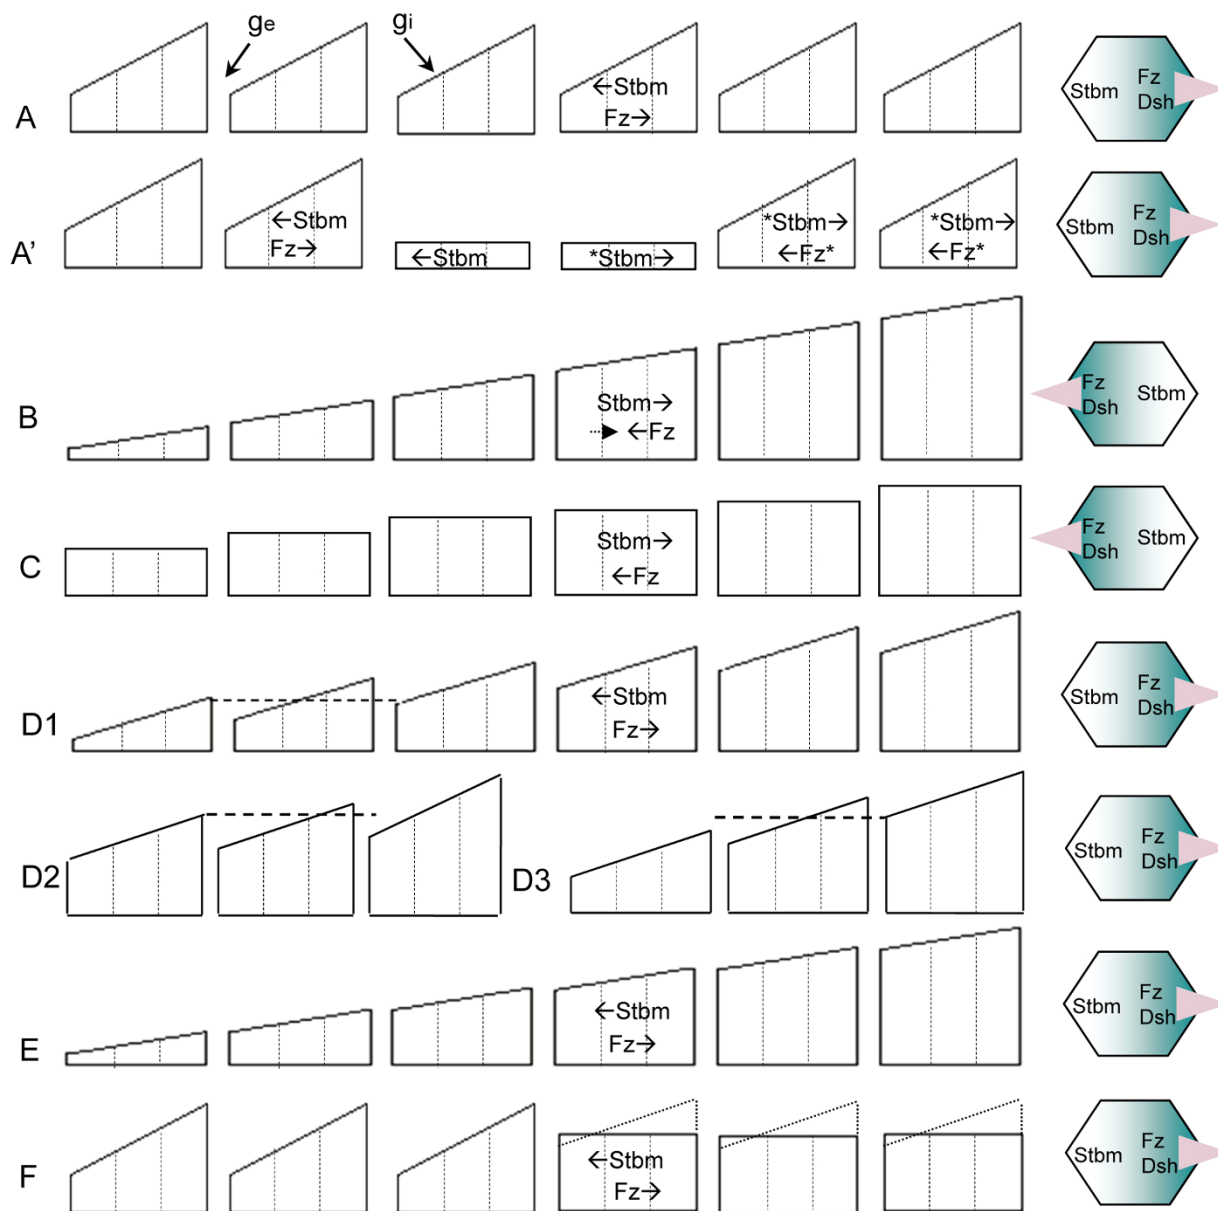 ge
gi
A
←Stbm
Fz→
Stbm
Fz
Dsh
A'
←Stbm
Fz→
←Stbm
*Stbm→
*Stbm→
←Fz*
*Stbm→
←Fz*
Stbm
Fz
Dsh
B
Stbm→
←Fz
Fz
Dsh
Stbm
C
Stbm→
←Fz
Fz
Dsh
Stbm
D1
←Stbm
Fz→
Stbm
Fz
Dsh
D2
D3
Stbm
Fz
Dsh
E
←Stbm
Fz→
Stbm
Fz
Dsh
F
←Stbm
Fz→
Stbm
Fz
Dsh